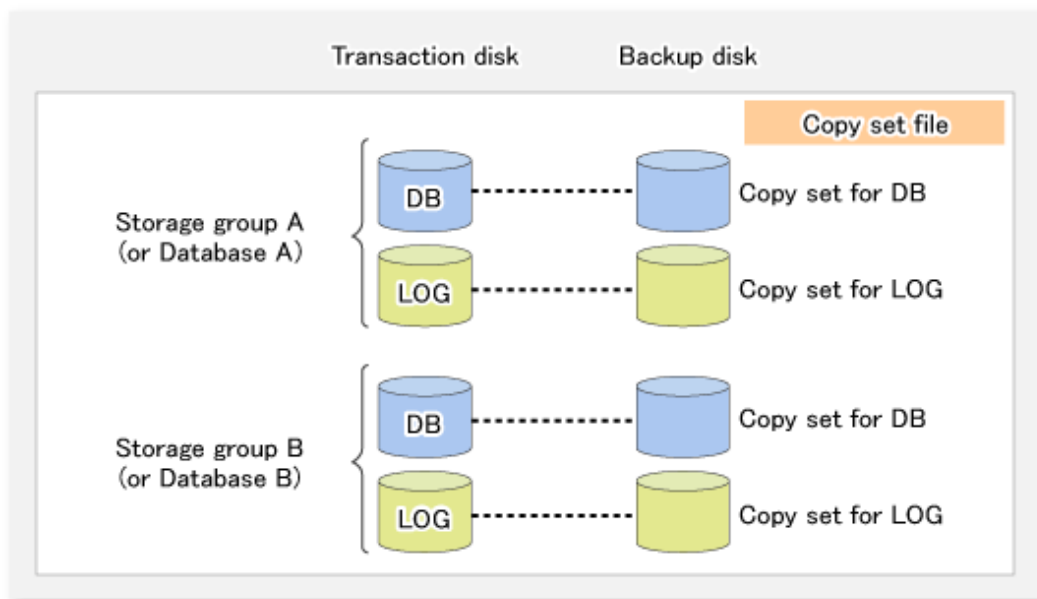 Transaction disk
Backup disk
Copy set file
Storage group A
(or Database A)
DB
Copy set for DB
LOG
Copy set for LOG
Storage group B
(or Database B)
DB
Copy set for DB
LOG
Copy set for LOG